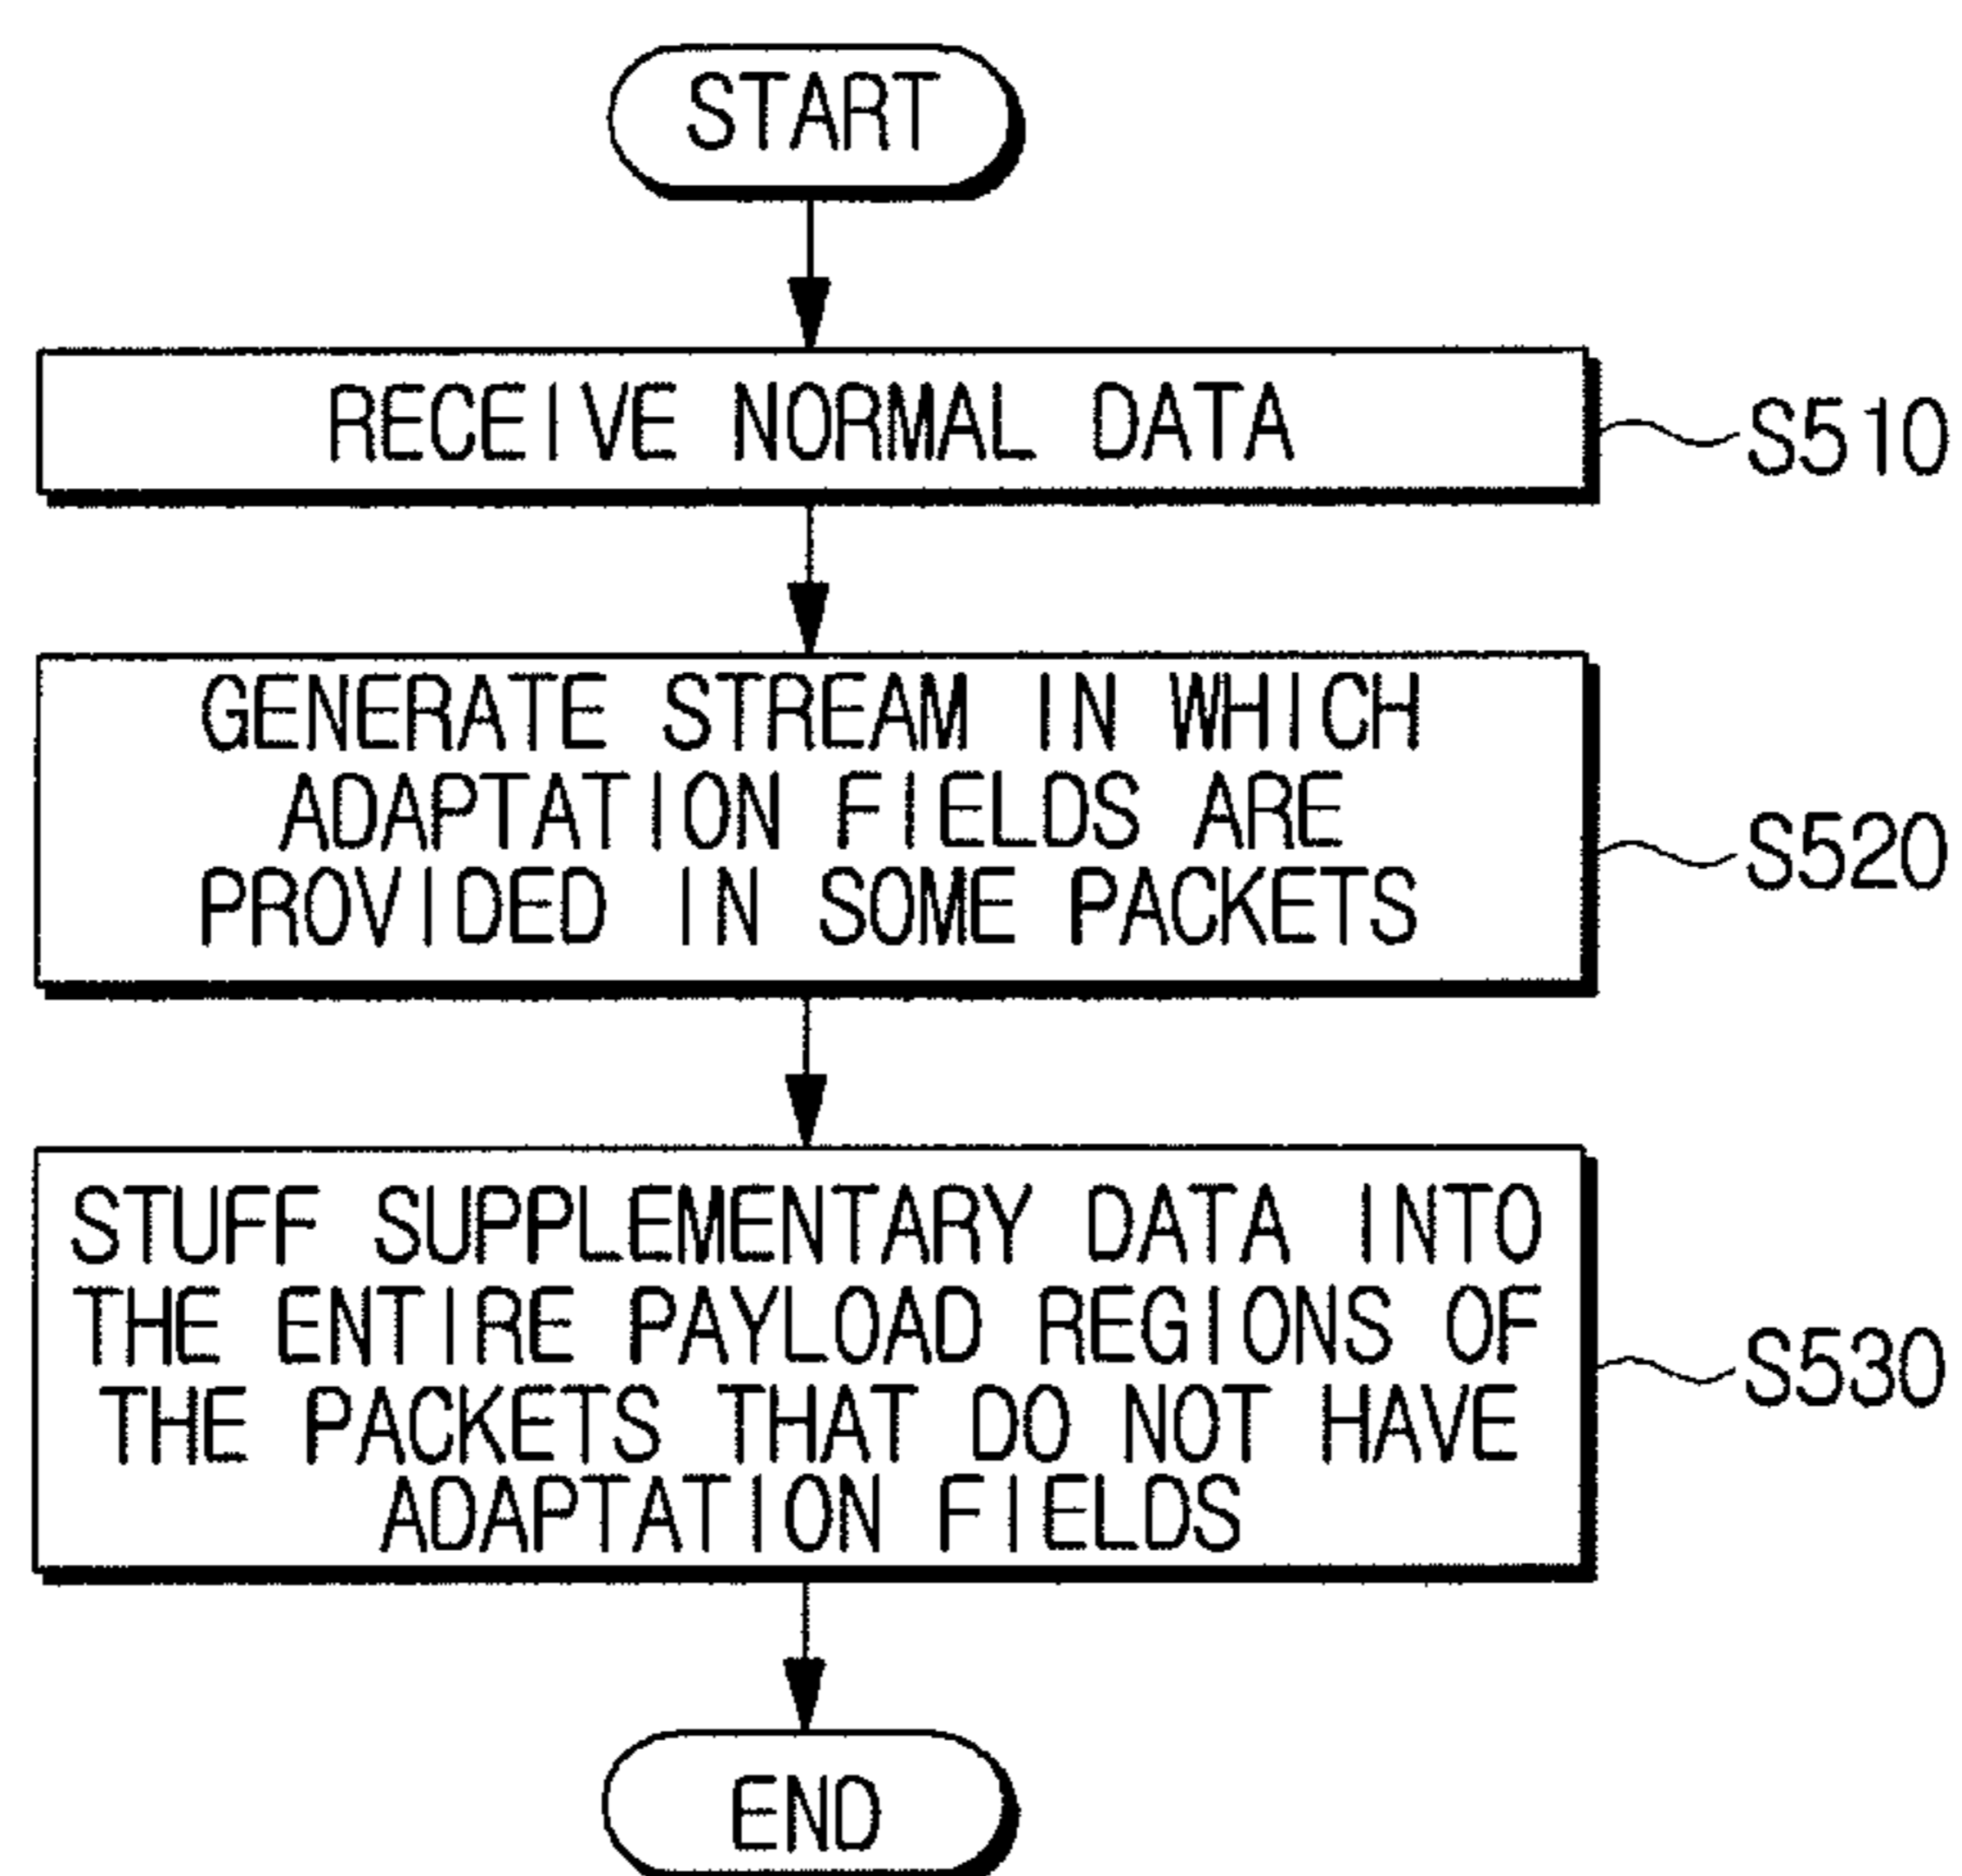 START
RECEIVE NORMAL DATA
S510
GENERATE STREAM IN WHICH
ADAPTATION FIELDS ARE
PROVIDED IN SOME PACKETS
S520
STUFF SUPPLEMENTARY DATA INTO
THE ENTIRE PAYLOAD REGIONS OF
THE PACKETS THAT DO NOT HAVE
ADAPTATION FIELDS
S530
END